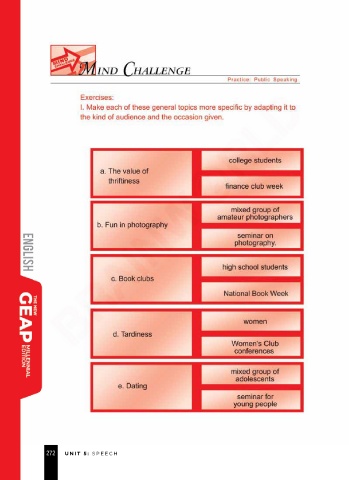 MIND CHALLENGE
Practice: Public Speaking
Exercises:
I. Make each of these general topics more specific by adapting it to
the kind of audience and the occasion given.
a. The value of
thriftiness
college students
finance club week
b. Fun in photography
mixed group of
amateur photographers
seminar on
photography.
c. Book clubs
high school students
National Book Week
d. Tardiness
women
Women's Club
conferences
e. Dating
mixed group of
adolescents
seminar for
young people
ENGLISH
THE NEW
GEAP
MILLENNIAL
EDITION
272 UNIT 5: SPEECH